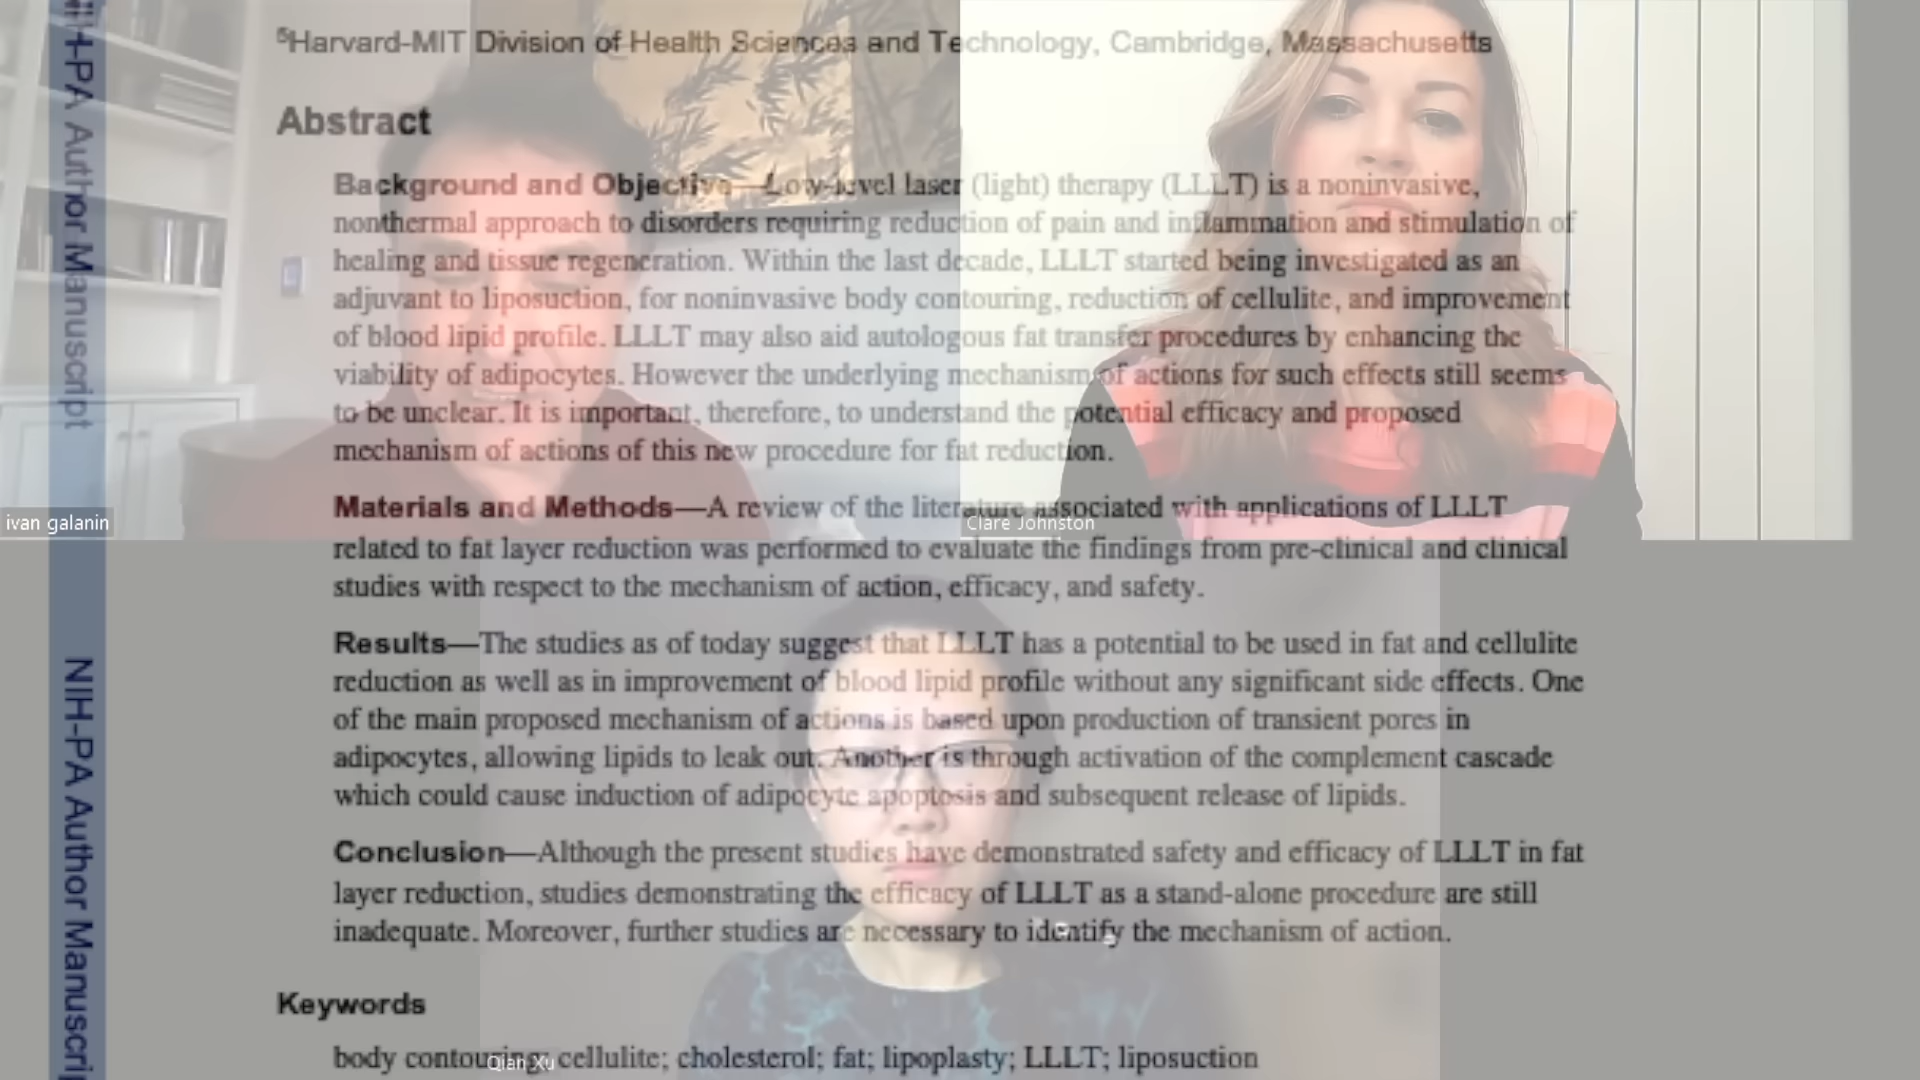 ⁵Harvard-MIT Division of Health Sciences and Technology, Cambridge, Massachusetts
Abstract
Background and Objective—Low-level laser (light) therapy (LLLT) is a noninvasive,
nonthermal approach to disorders requiring reduction of pain and inflammation and stimulation of
healing and tissue regeneration. Within the last decade, LLLT started being investigated as an
adjuvant to liposuction, for noninvasive body contouring, reduction of cellulite, and improvement
of blood lipid profile. LLLT may also aid autologous fat transfer procedures by enhancing the
viability of adipocytes. However the underlying mechanism of actions for such effects still seems
to be unclear. It is important, therefore, to understand the potential efficacy and proposed
mechanism of actions of this new procedure for fat reduction.
Materials and Methods—A review of the literature associated with applications of LLLT
related to fat layer reduction was performed to evaluate the findings from pre-clinical and clinical
studies with respect to the mechanism of action, efficacy, and safety.
Results—The studies as of today suggest that LLLT has a potential to be used in fat and cellulite
reduction as well as in improvement of blood lipid profile without any significant side effects. One
of the main proposed mechanism of actions is based upon production of transient pores in
adipocytes, allowing lipids to leak out. Another is through activation of the complement cascade
which could cause induction of adipocyte apoptosis and subsequent release of lipids.
Conclusion—Although the present studies have demonstrated safety and efficacy of LLLT in fat
layer reduction, studies demonstrating the efficacy of LLLT as a stand-alone procedure are still
inadequate. Moreover, further studies are necessary to identify the mechanism of action.
Keywords
body contouring; cellulite; cholesterol; fat; lipoplasty; LLLT; liposuction
NIH-PA Author Manuscript
NIH-PA Author Manuscrip
ivan galanin
Clare Johnston
Qian Xu